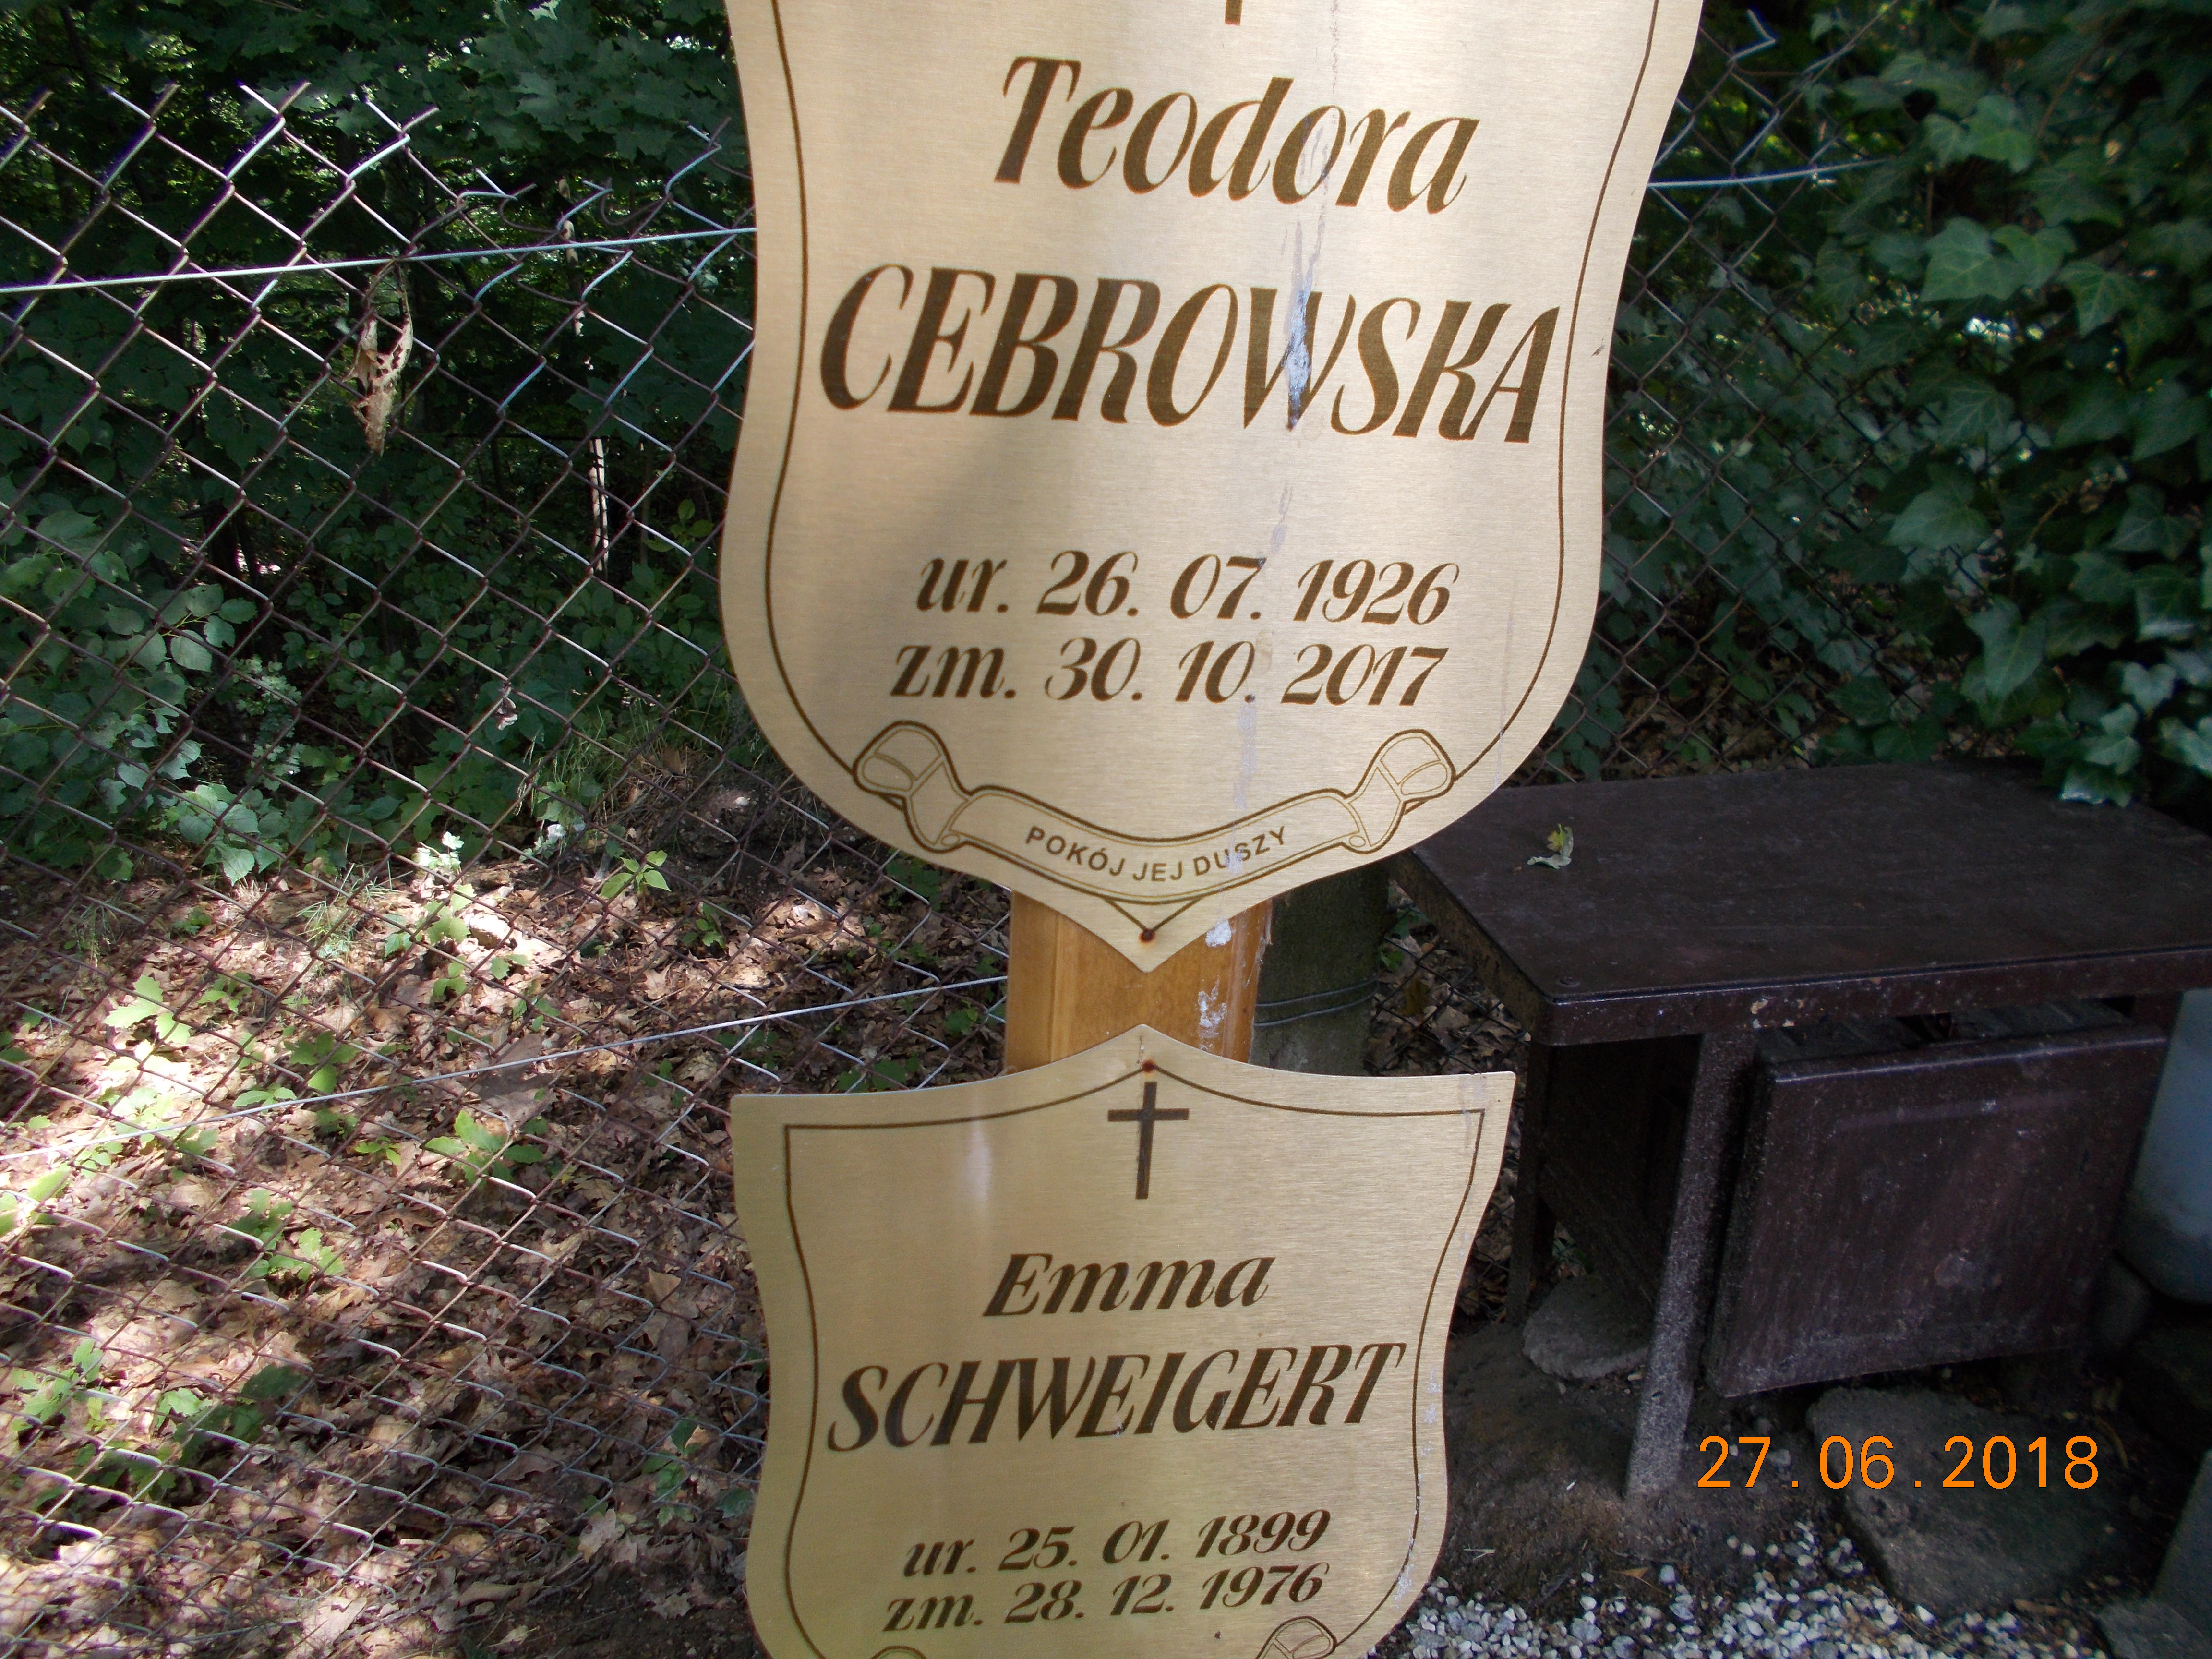 Teodora
CEBROWSKA
ur. 26. 07. 1926
zm. 30. 10. 2017
POKÓJ JEJ DUSZY
Emma
SCHWEIGERT
ur. 25. 01. 1899
zm. 28. 12. 1976
27.06.2018